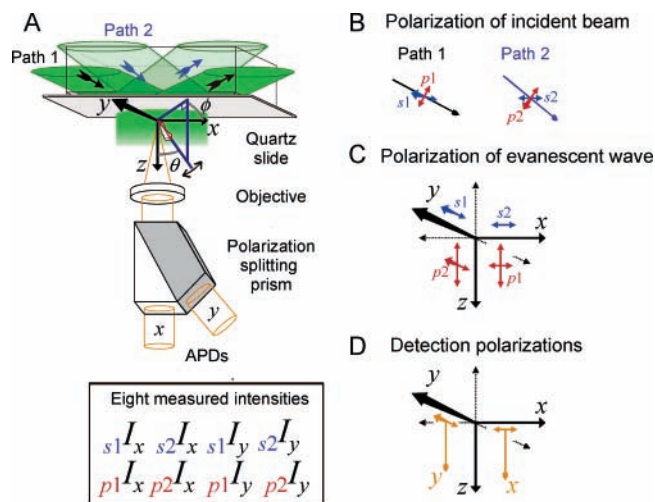 A
Path 2
Path 1
y
ϕ
x
Quartz
slide
z
θ
Objective
Polarization
splitting
prism
x
y
APDs
Eight measured intensities
s1Ix s2Ix s1Iy s2Iy
p1Ix p2Ix p1Iy p2Iy
B Polarization of incident beam
Path 1 Path 2
p1
s1
s2
p2
C Polarization of evanescent wave
y
s1
s2
x
p2
p1
z
D Detection polarizations
y
x
y
x
z